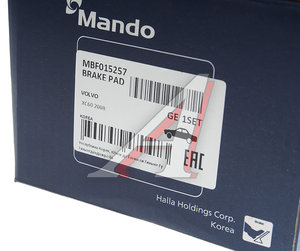 Mando
MBF015257
BRAKE PAD
VOLVO
XC60 2008
GE 1SET
KOREA
EAC
Halla Holdings Corp.
Korea